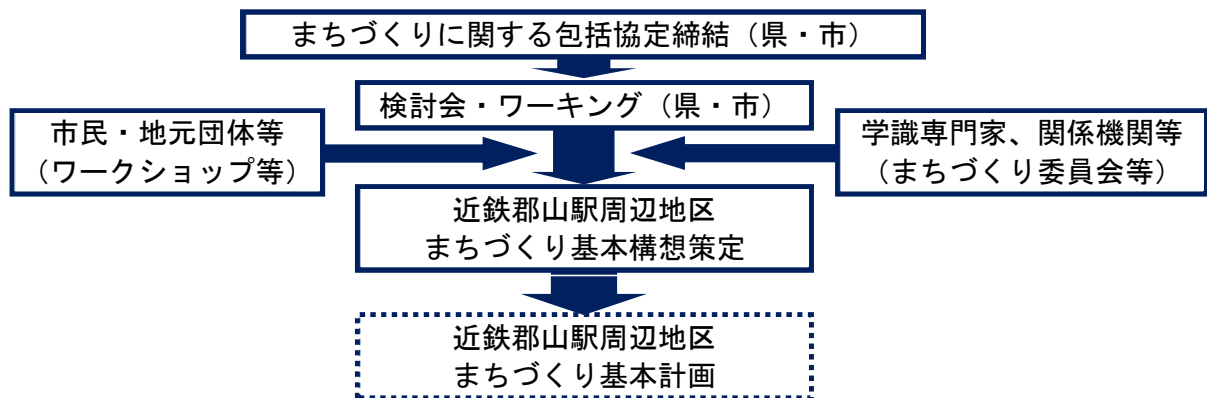 まちづくりに関する包括協定締結（県・市）
検討会・ワーキング（県・市）
市民・地元団体等
（ワークショップ等）
学識専門家、関係機関等
（まちづくり委員会等）
近鉄郡山駅周辺地区
まちづくり基本構想策定
近鉄郡山駅周辺地区
まちづくり基本計画